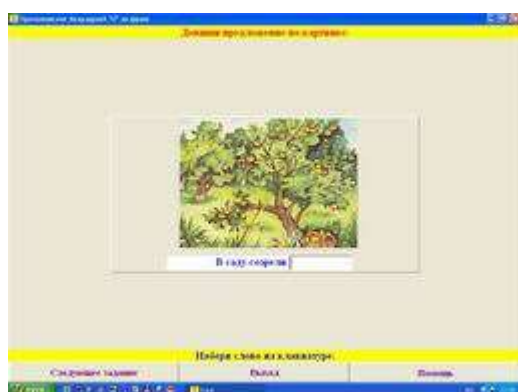 Допиши предложение по картинке.
В саду созрели
Набери слово на клавиатуре.
Следующее задание
Выход
Помощь